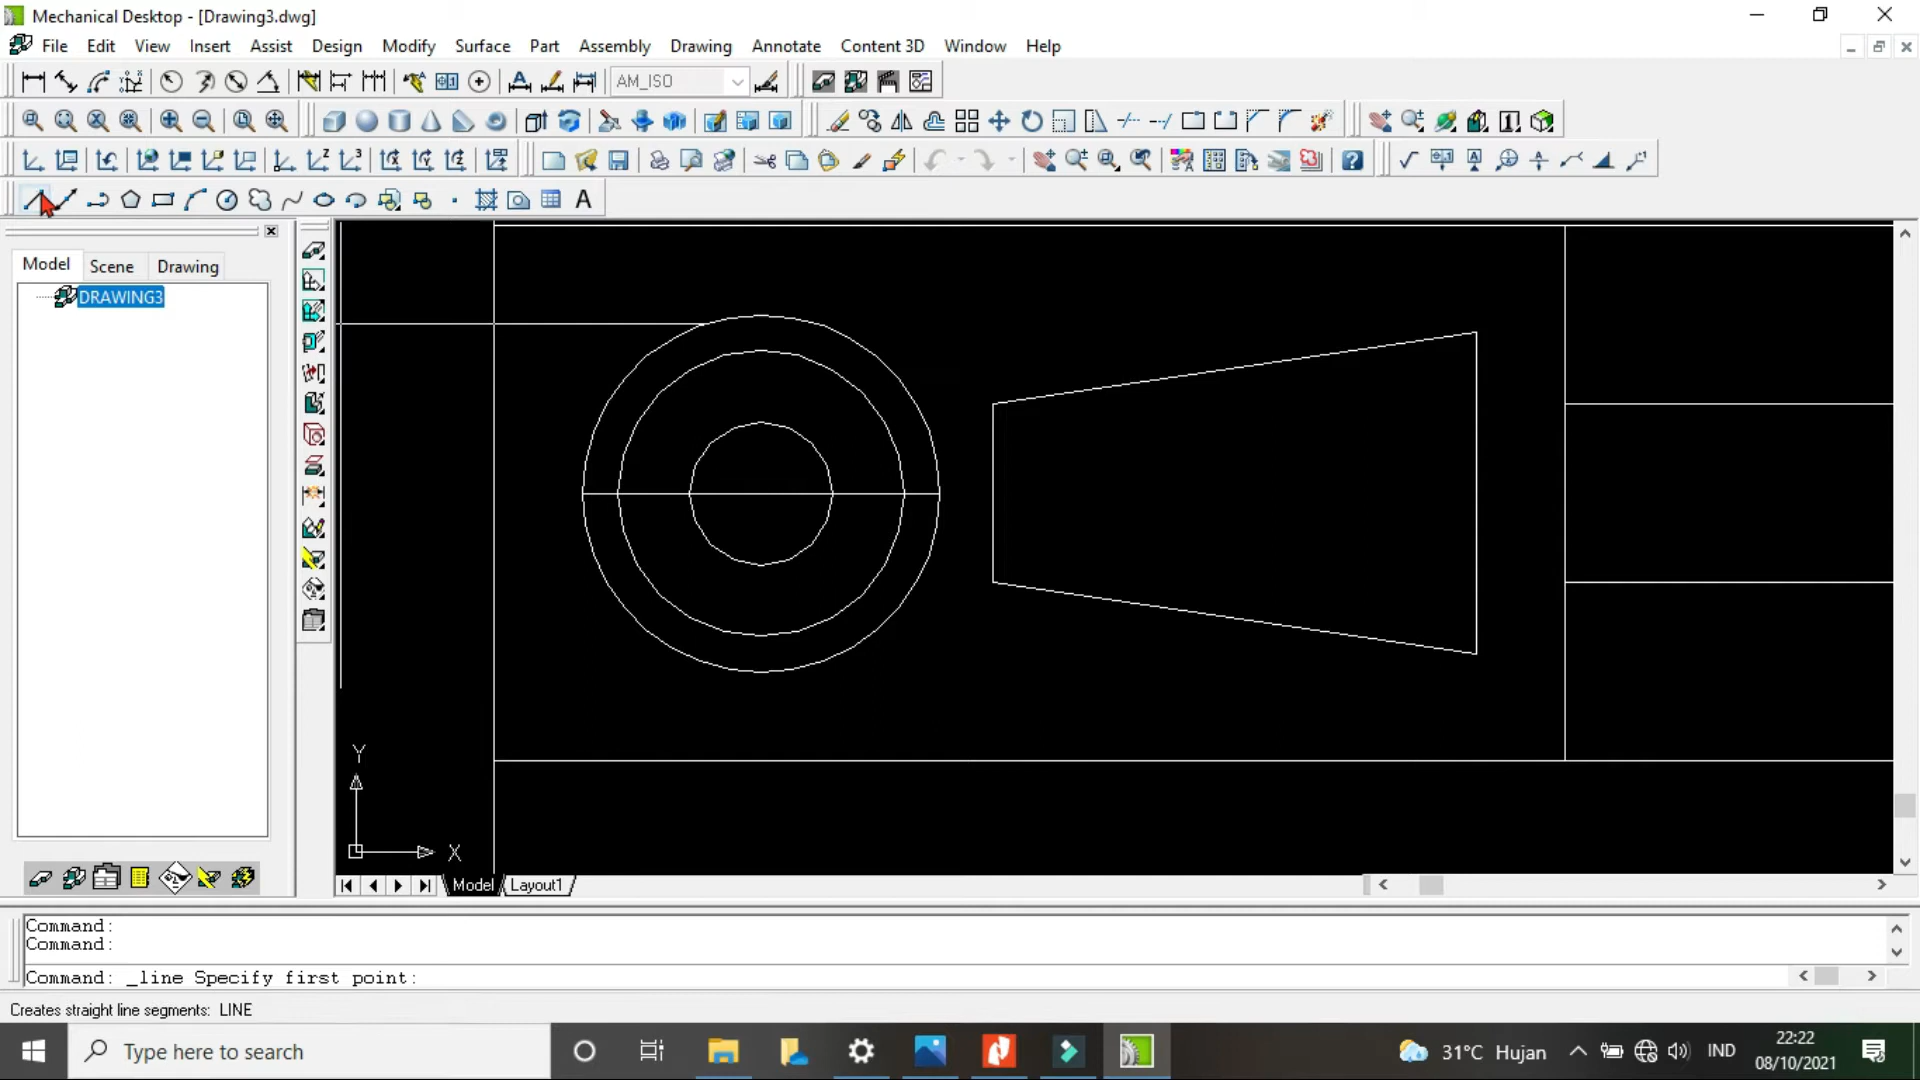 Mechanical Desktop - [Drawing3.dwg]
File Edit View Insert Assist Design Modify Surface Part Assembly Drawing Annotate Content 3D Window Help
AM_ISO
A
Model Scene Drawing
DRAWING3
Y
X
Model Layout1
Command:
Command:
Command: _line Specify first point:
Creates straight line segments: LINE
Type here to search
31°C Hujan
IND
22:22
08/10/2021